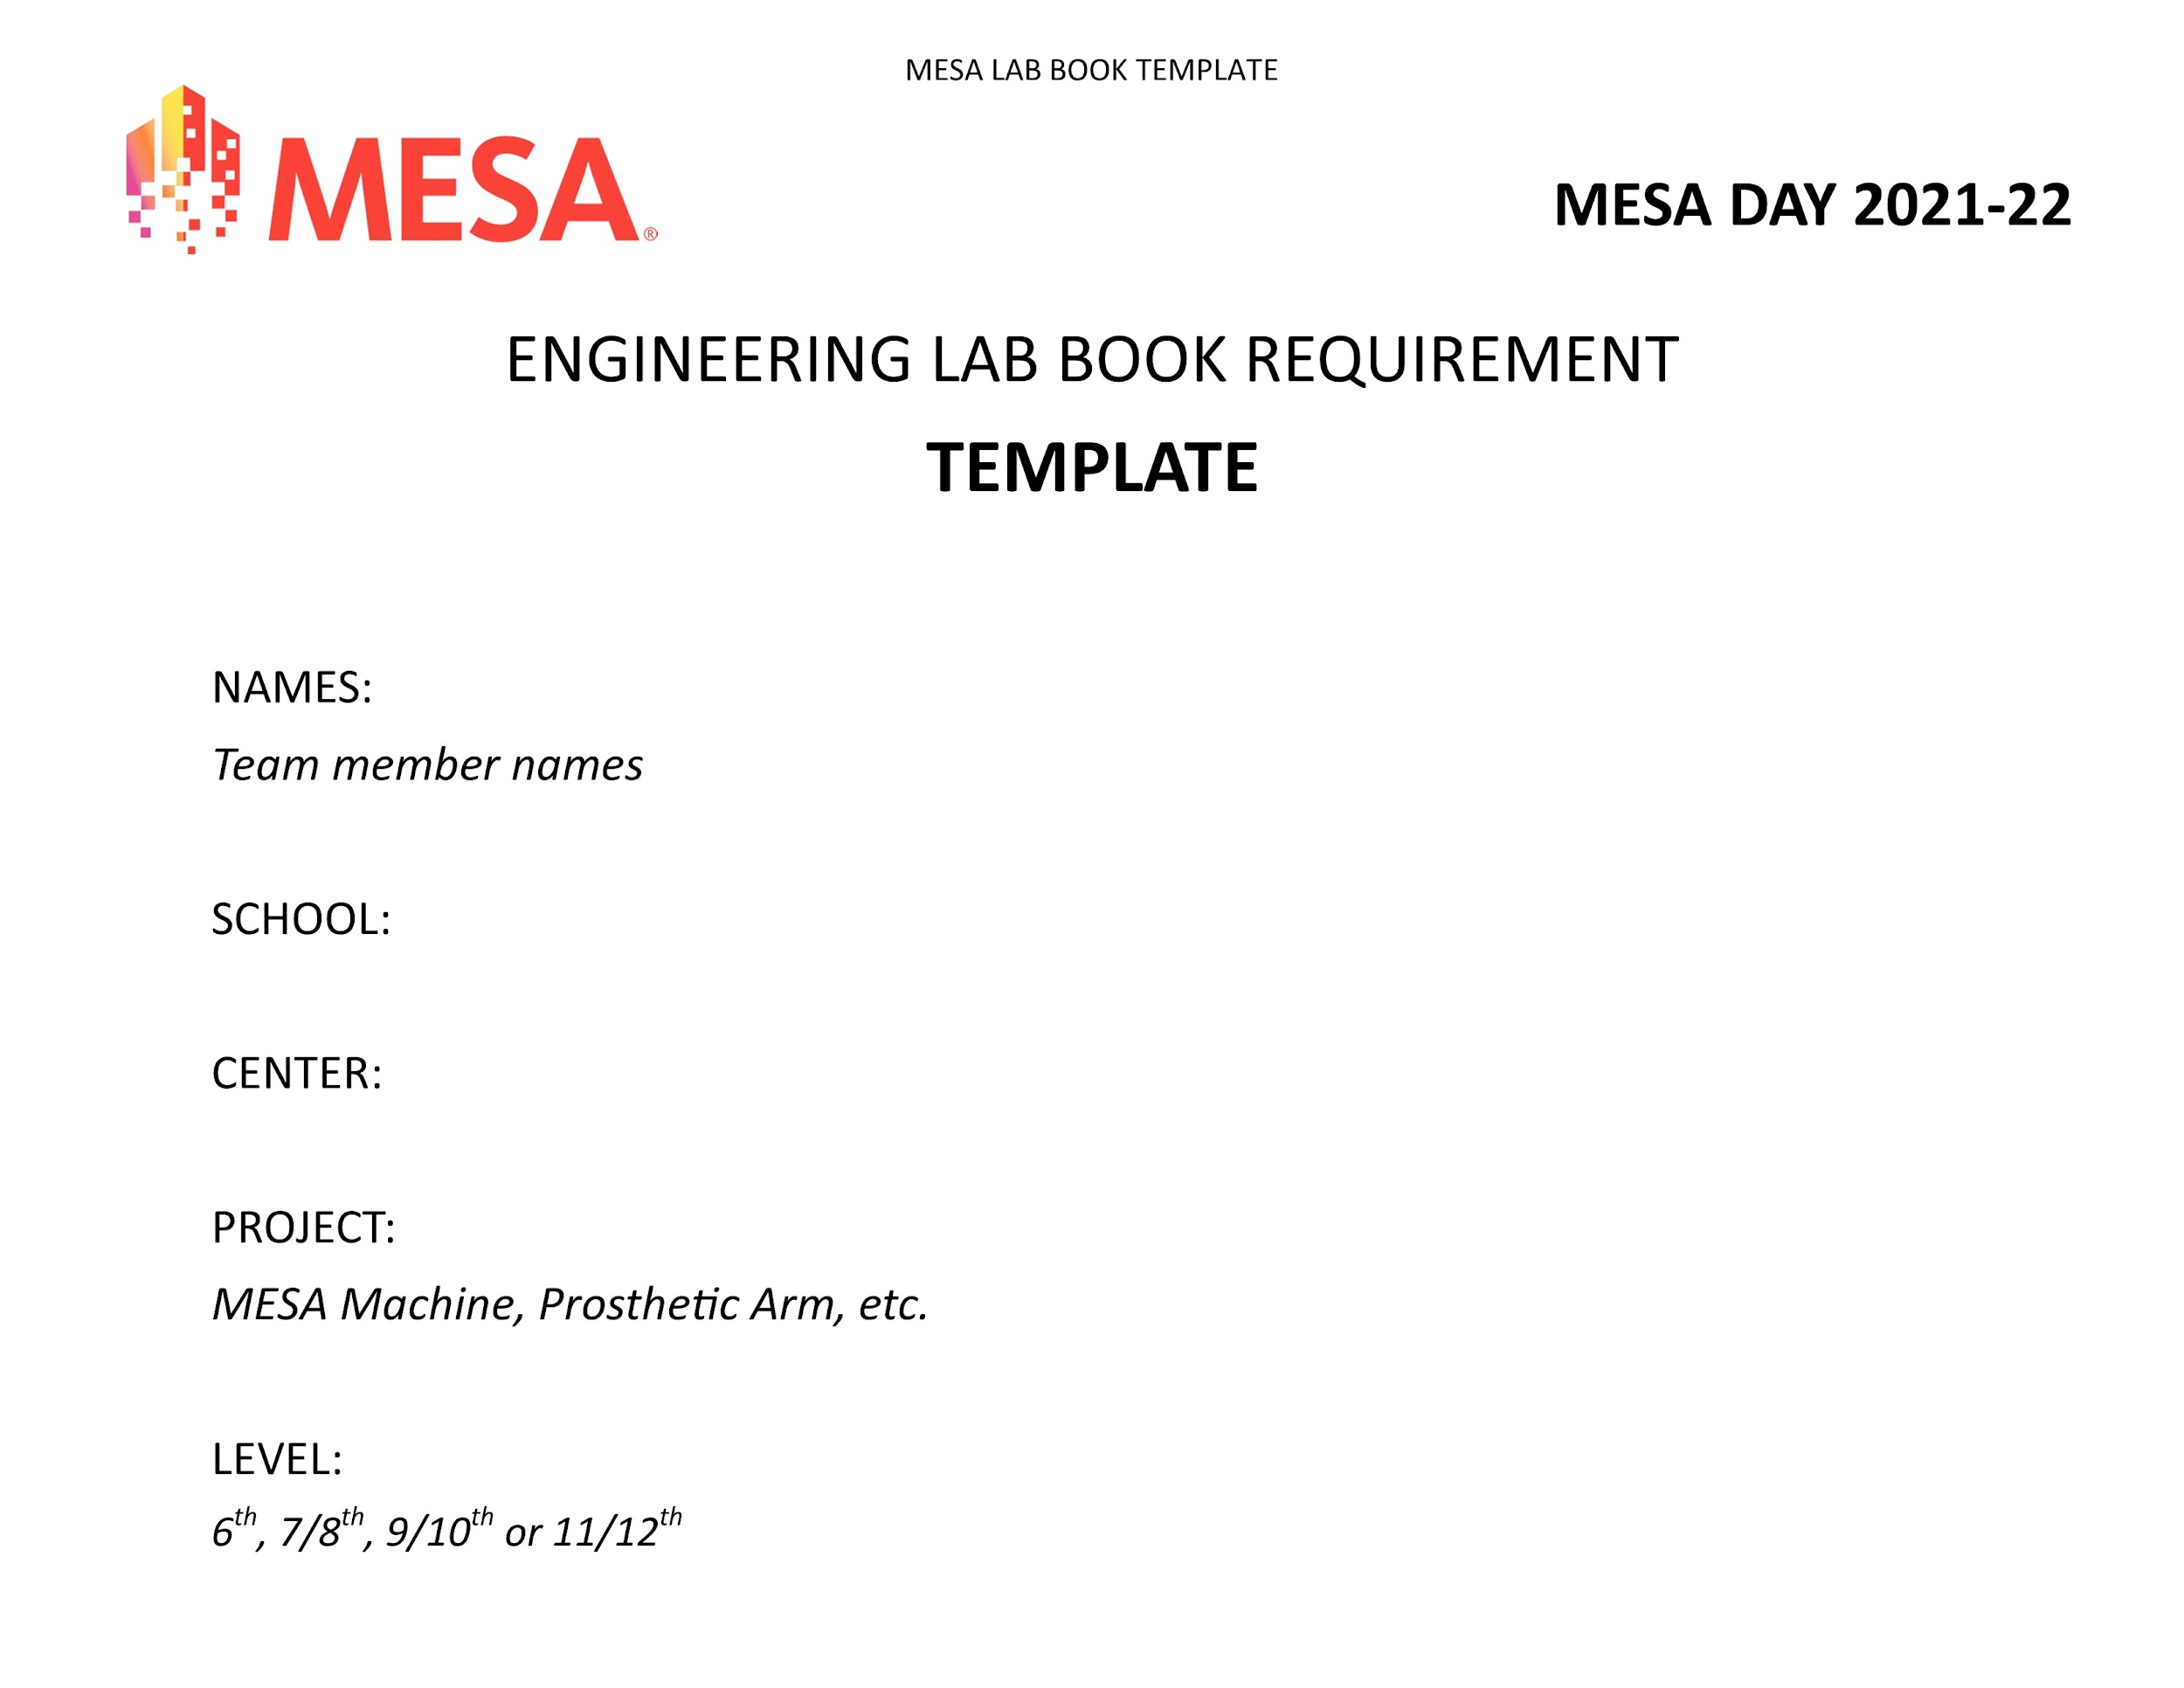 MESA LAB BOOK TEMPLATE
MESA®
MESA DAY 2021-22
ENGINEERING LAB BOOK REQUIREMENT
TEMPLATE
NAMES:
Team member names
SCHOOL:
CENTER:
PROJECT:
MESA Machine, Prosthetic Arm, etc.
LEVEL:
6th, 7/8th, 9/10th or 11/12th